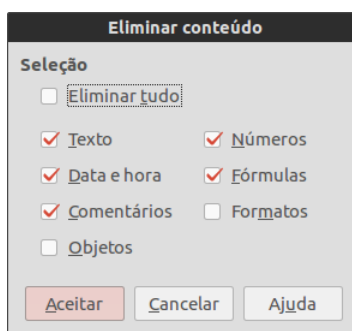 Eliminar conteúdo
Seleção
Eliminar tudo
Texto Números
Data e hora Fórmulas
Comentários Formatos
Objetos
Aceitar Cancelar Ajuda